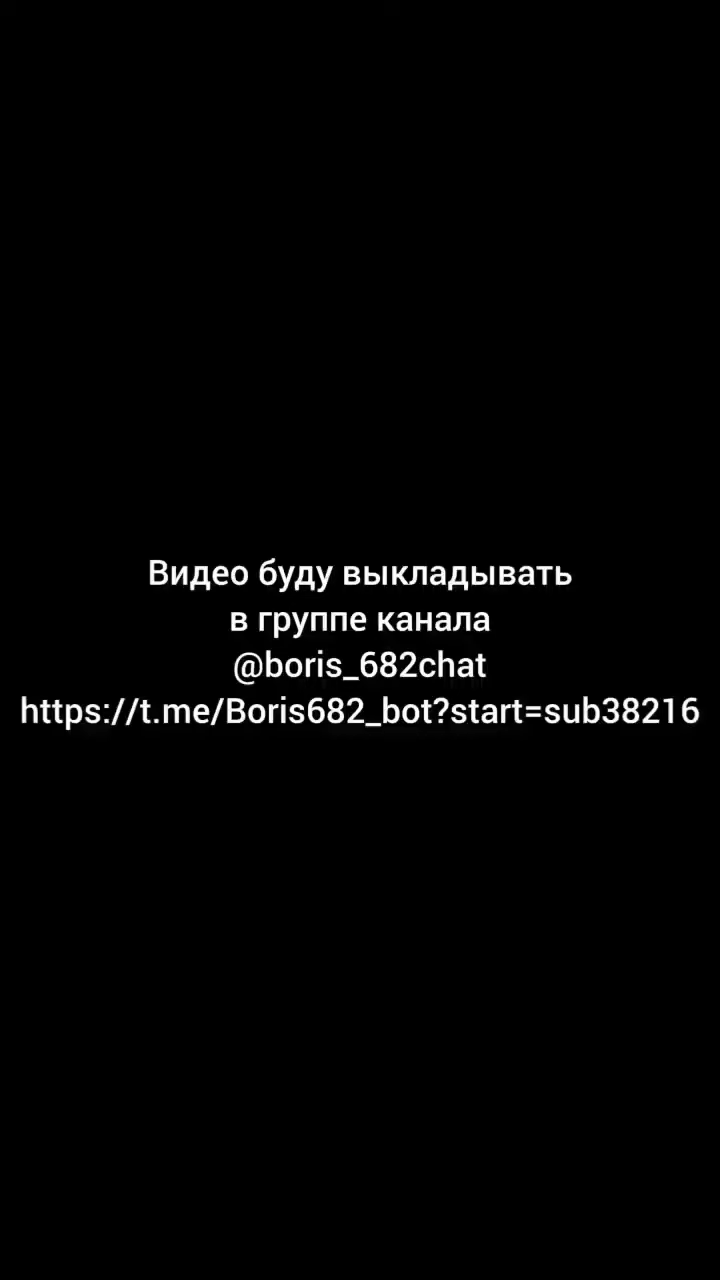 Видео буду выкладывать
в группе канала
@boris_682chat
https://t.me/Boris682_bot?start=sub38216